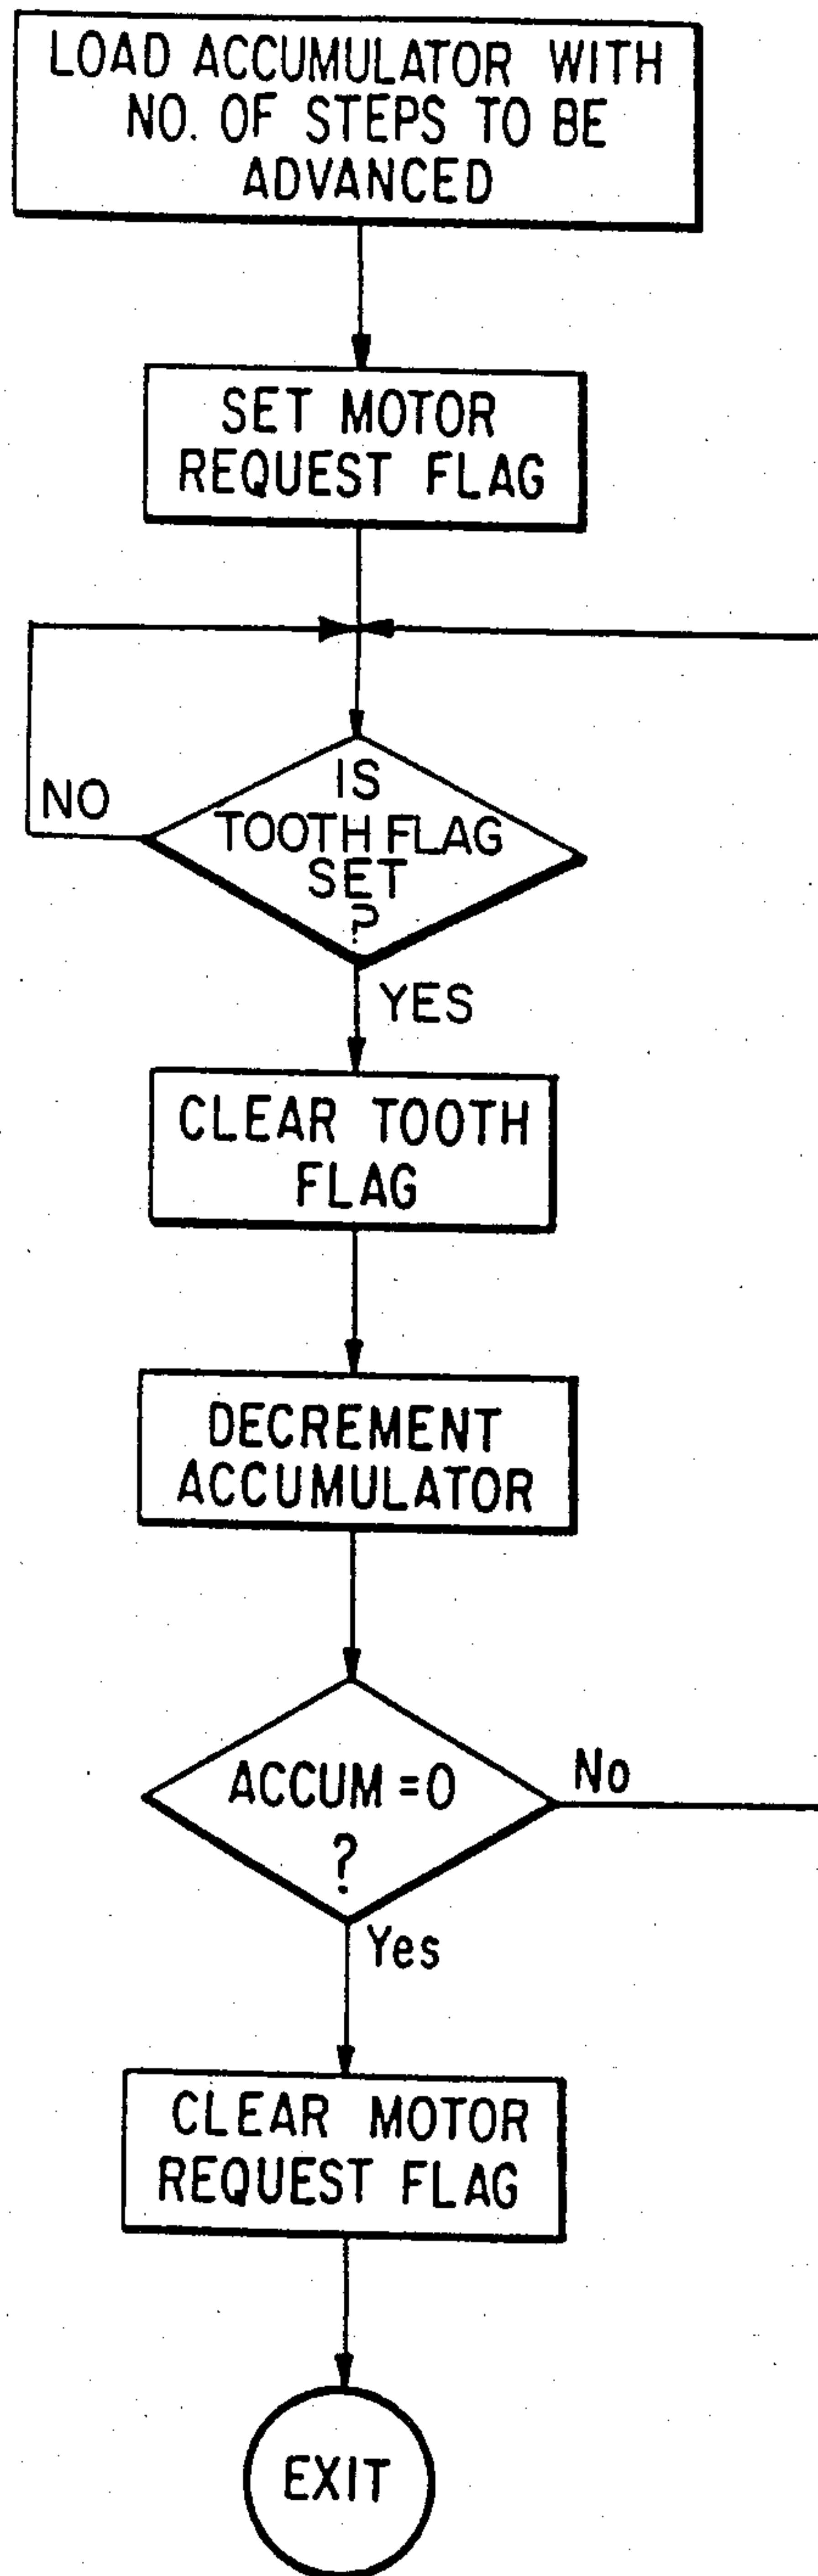 LOAD ACCUMULATOR WITH
NO. OF STEPS TO BE
ADVANCED
SET MOTOR
REQUEST FLAG
NO
IS
TOOTH FLAG
SET
?
YES
CLEAR TOOTH
FLAG
DECREMENT
ACCUMULATOR
ACCUM =0
?
No
Yes
CLEAR MOTOR
REQUEST FLAG
EXIT